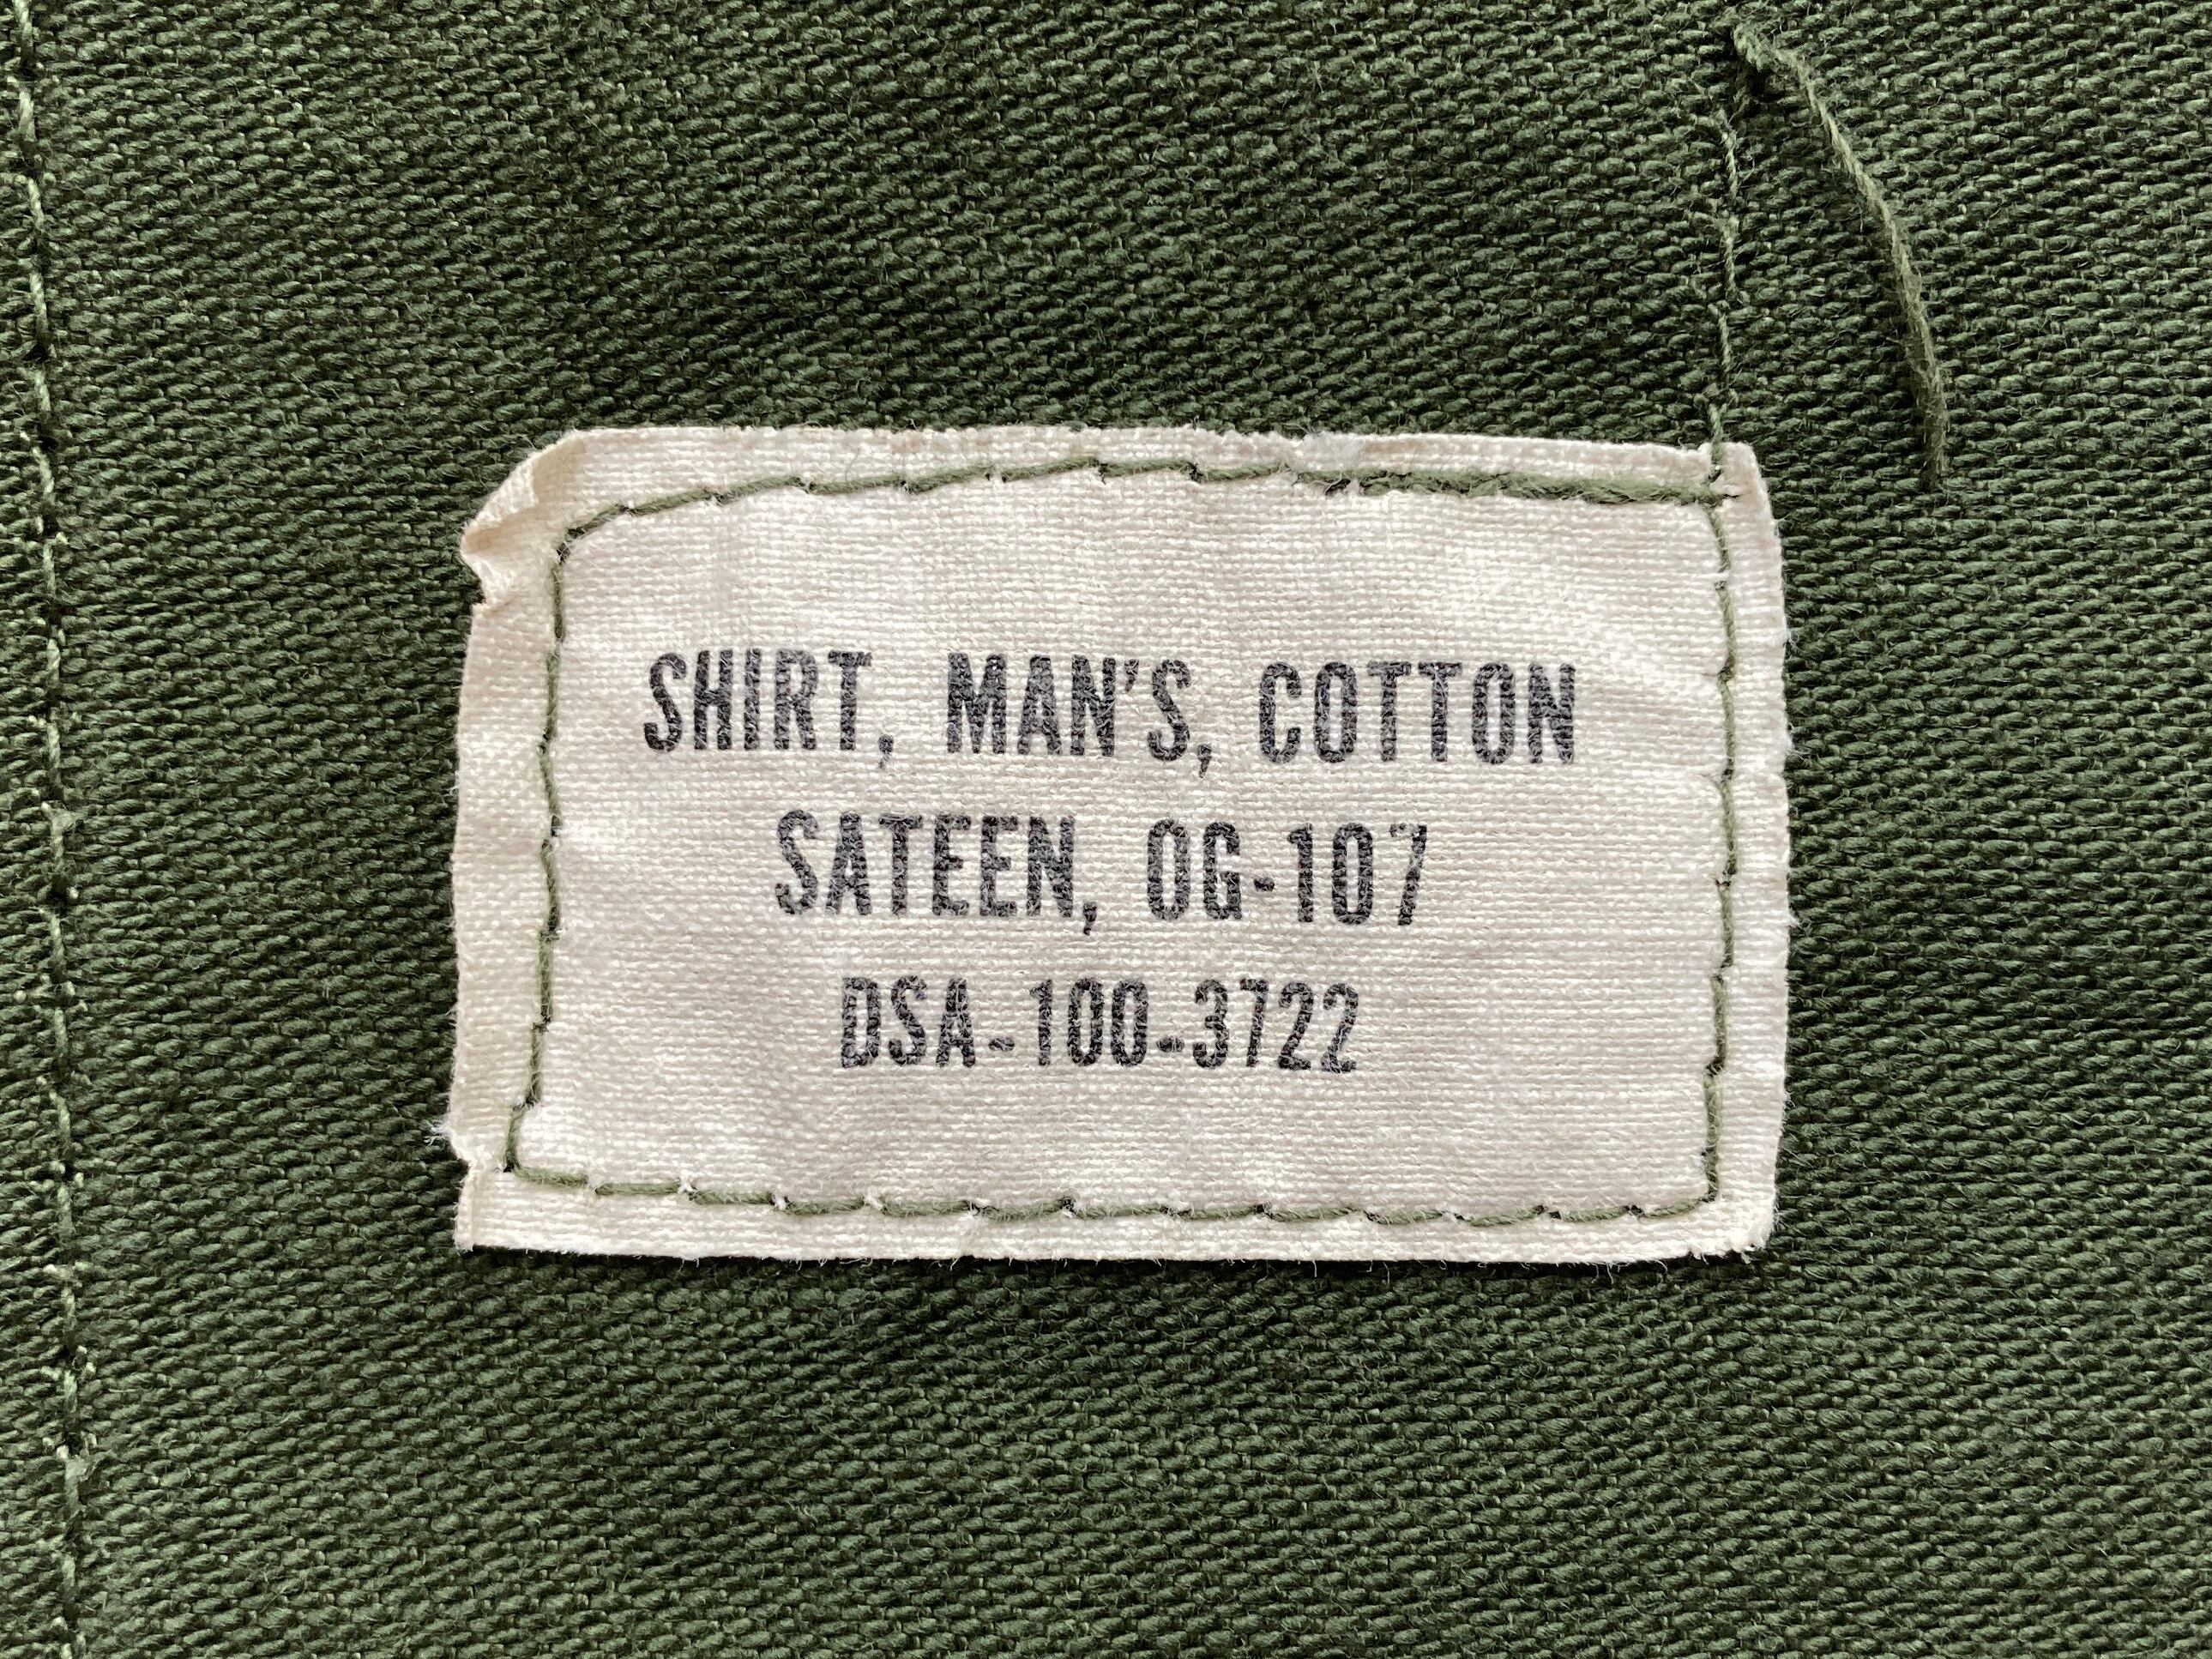 SHIRT, MAN'S, COTTON
SATEEN, OG-107
DSA-100-3722